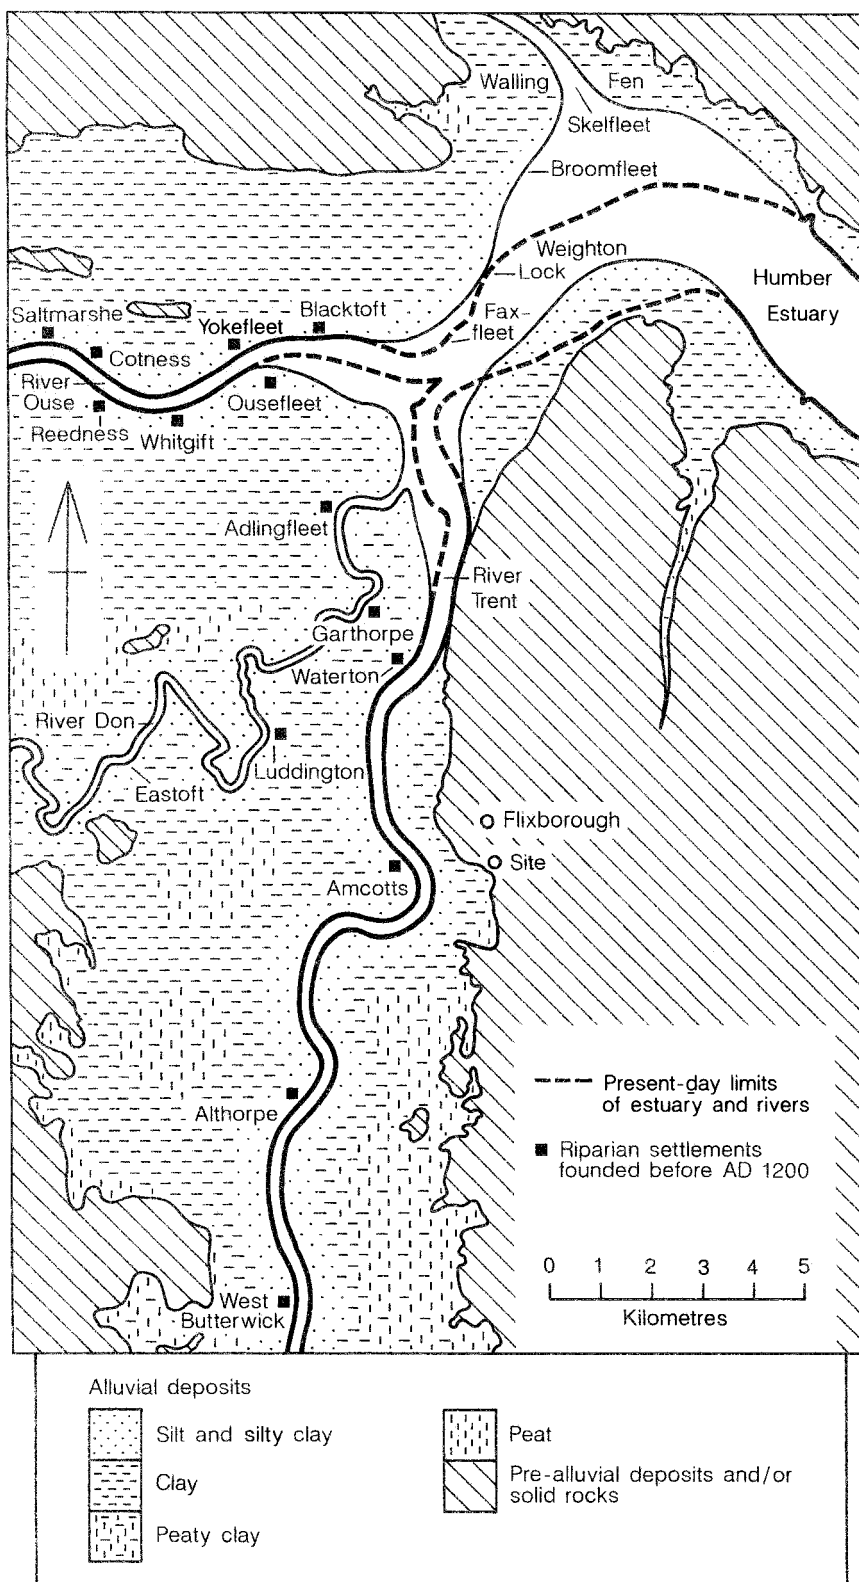 Walling
Fen
Skelfleet
Broomfleet
Weighton
Lock
Humber
Estuary
Fax-
fleet
Blacktoft
Yokefleet
Saltmarshe
Cotness
River
Ouse
Reedness
Whitgift
Ousefleet
Adlingfleet
River
Trent
Garthorpe
Waterton
River Don
Eastoft
Luddington
Flixborough
Site
Amcotts
Althorpe
West
Butterwick
Present-day limits
of estuary and rivers
Riparian settlements
founded before AD 1200
0 1 2 3 4 5
Kilometres
Alluvial deposits
Silt and silty clay
Clay
Peaty clay
Peat
Pre-alluvial deposits and/or
solid rocks